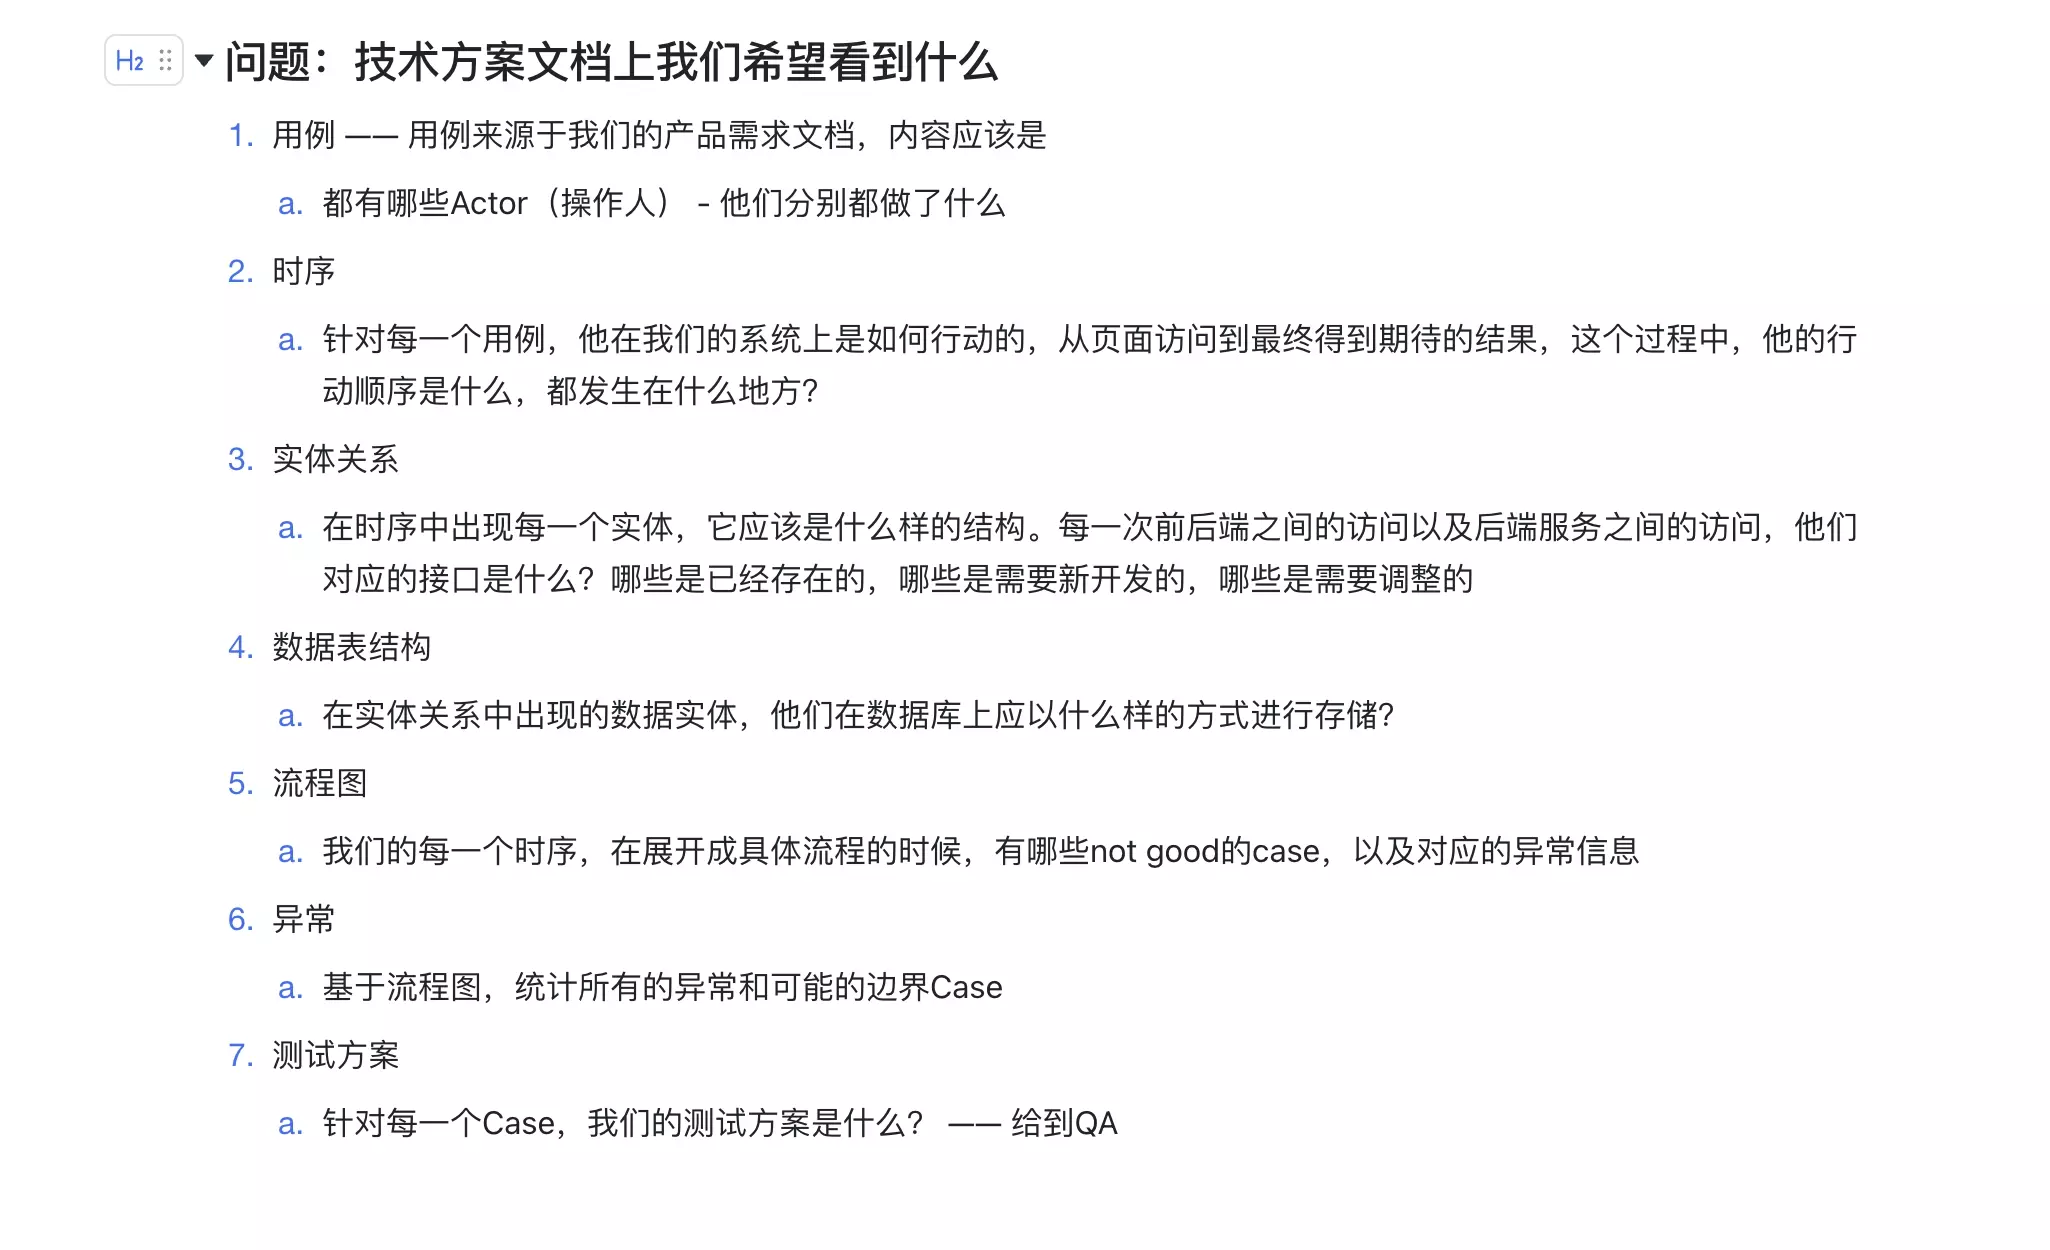 H2 问题：技术方案文档上我们希望看到什么
1. 用例 —— 用例来源于我们的产品需求文档，内容应该是
a. 都有哪些Actor（操作人） - 他们分别都做了什么
2. 时序
a. 针对每一个用例，他在我们的系统上是如何行动的，从页面访问到最终得到期待的结果，这个过程中，他的行
动顺序是什么，都发生在什么地方？
3. 实体关系
a. 在时序中出现每一个实体，它应该是什么样的结构。每一次前后端之间的访问以及后端服务之间的访问，他们
对应的接口是什么？哪些是已经存在的，哪些是需要新开发的，哪些是需要调整的
4. 数据表结构
a. 在实体关系中出现的数据实体，他们在数据库上应以什么样的方式进行存储？
5. 流程图
a. 我们的每一个时序，在展开成具体流程的时候，有哪些not good的case，以及对应的异常信息
6. 异常
a. 基于流程图，统计所有的异常和可能的边界Case
7. 测试方案
a. 针对每一个Case，我们的测试方案是什么？ —— 给到QA